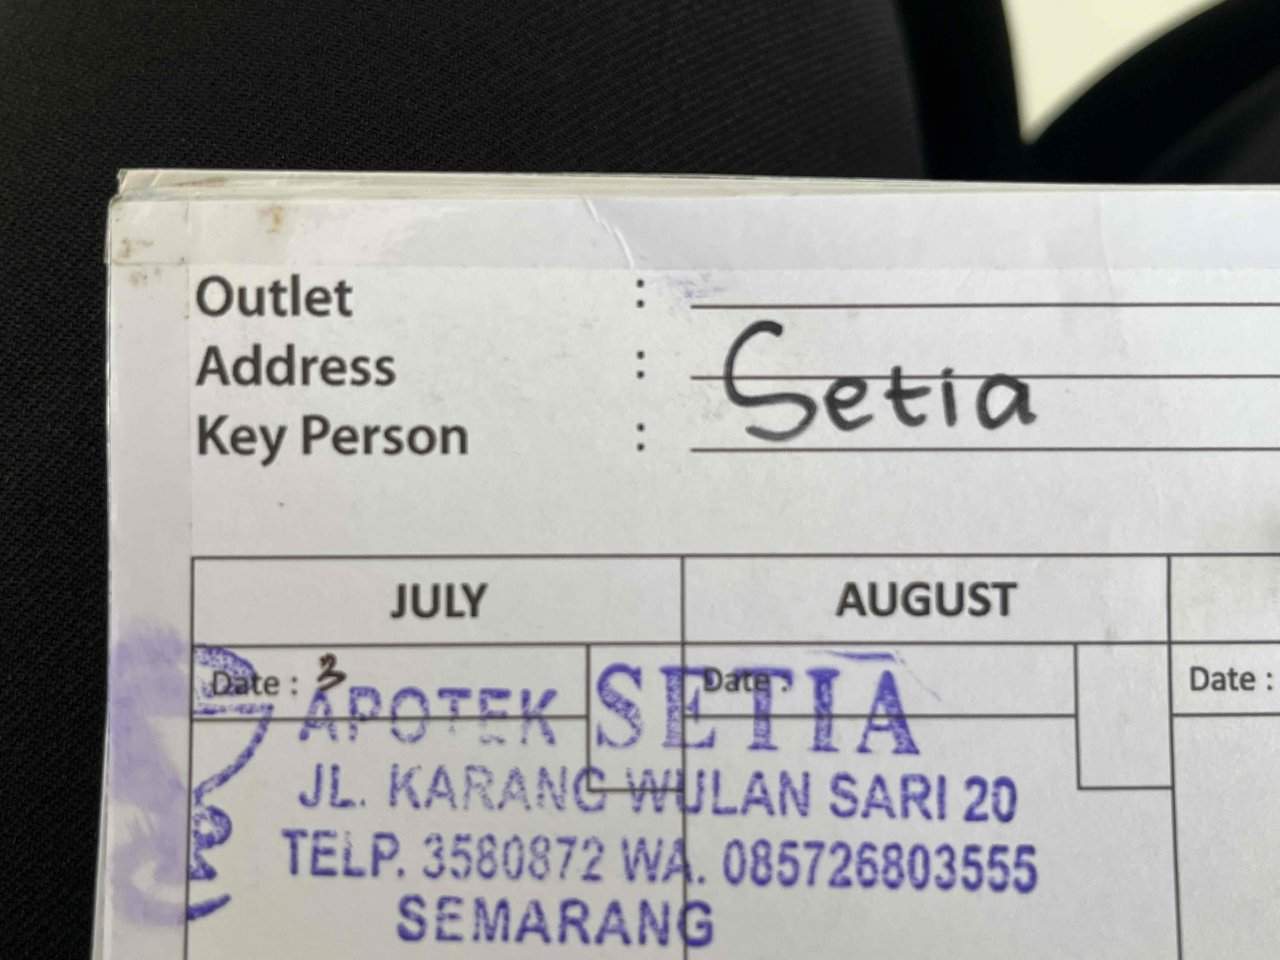 Outlet :
Address :
Key Person :
Setia
JULY AUGUST
Date : 3 Date : Date :
APOTEK SETIA
JL. KARANG WULAN SARI 20
TELP. 3580872 WA. 085726803555
SEMARANG